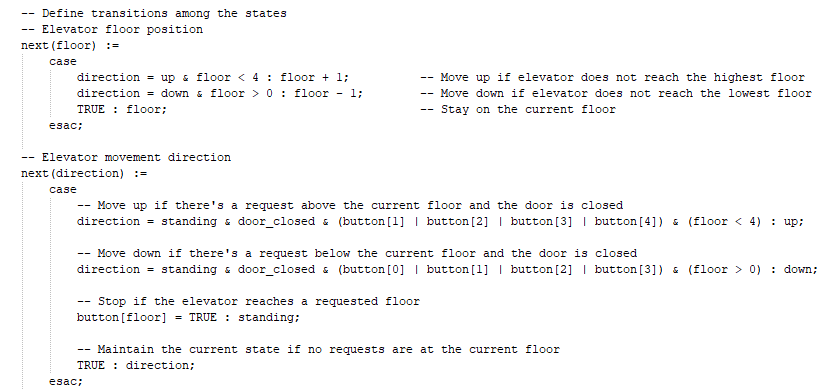 -- Define transitions among the states
-- Elevator floor position
next(floor) :=
case
direction = up & floor < 4 : floor + 1; -- Move up if elevator does not reach the highest floor
direction = down & floor > 0 : floor - 1; -- Move down if elevator does not reach the lowest floor
TRUE : floor; -- Stay on the current floor
esac;
-- Elevator movement direction
next(direction) :=
case
-- Move up if there's a request above the current floor and the door is closed
direction = standing & door_closed & (button[1] | button[2] | button[3] | button[4]) & (floor < 4) : up;
-- Move down if there's a request below the current floor and the door is closed
direction = standing & door_closed & (button[0] | button[1] | button[2] | button[3]) & (floor > 0) : down;
-- Stop if the elevator reaches a requested floor
button[floor] = TRUE : standing;
-- Maintain the current state if no requests are at the current floor
TRUE : direction;
esac;